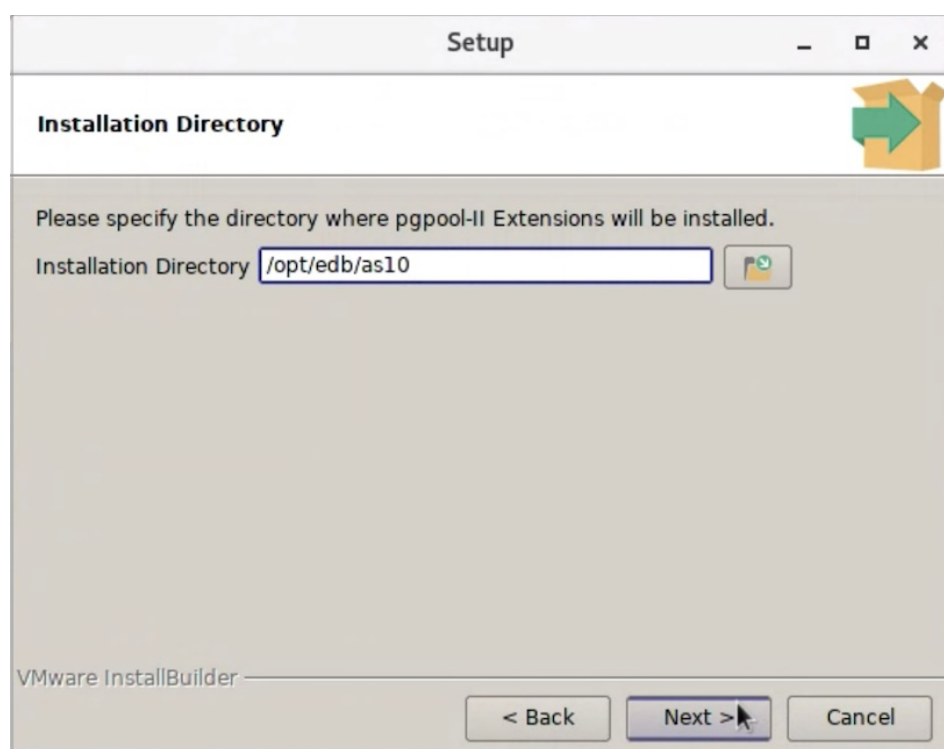 Setup
Installation Directory
Please specify the directory where pgpool-II Extensions will be installed.
Installation Directory /opt/edb/as10
VMware InstallBuilder
< Back Next > Cancel